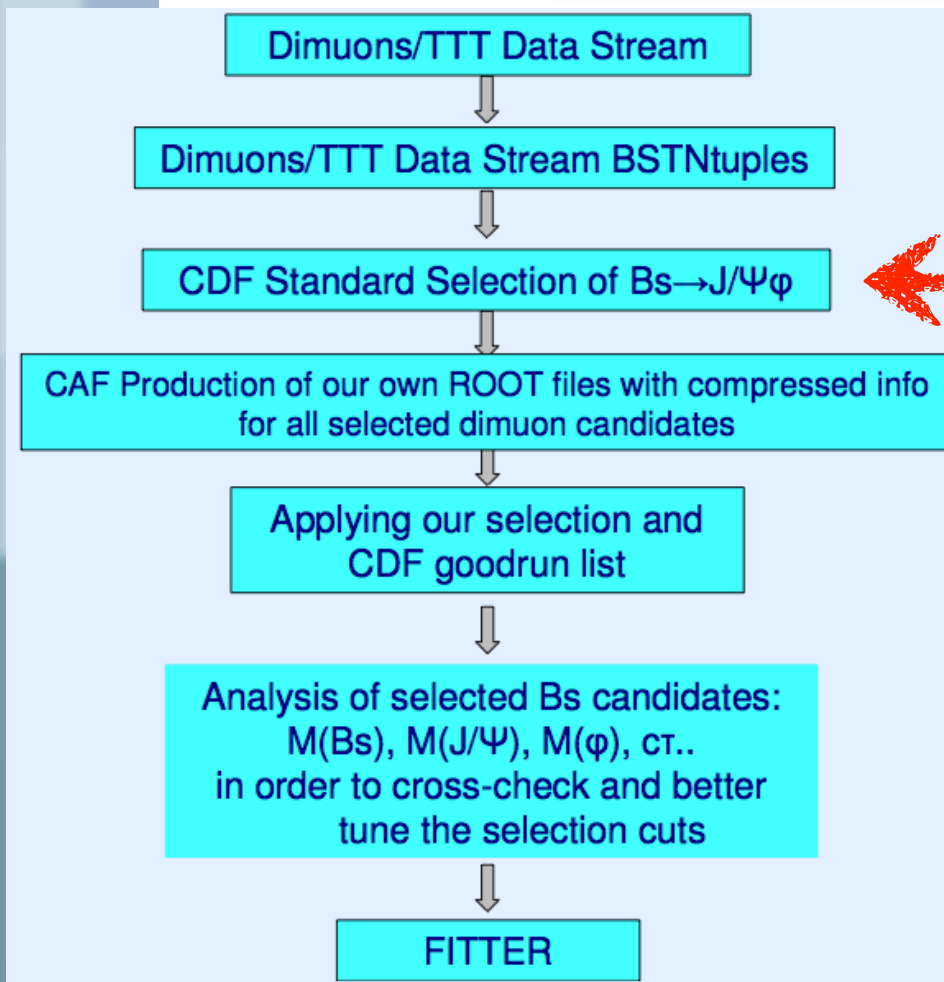 Dimuons/TTT Data Stream
Dimuons/TTT Data Stream BSTNtuples
CDF Standard Selection of Bs→J/Ψφ
CAF Production of our own ROOT files with compressed info
for all selected dimuon candidates
Applying our selection and
CDF goodrun list
Analysis of selected Bs candidates:
M(Bs), M(J/Ψ), M(φ), cτ..
in order to cross-check and better
tune the selection cuts
FITTER